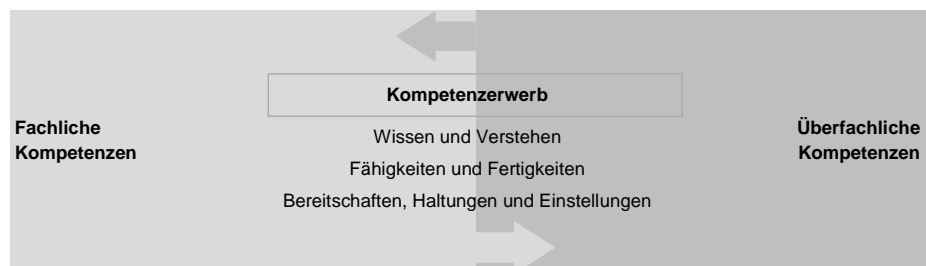 Kompetenzerwerb
Fachliche
Kompetenzen
Wissen und Verstehen
Fähigkeiten und Fertigkeiten
Bereitschaften, Haltungen und Einstellungen
Überfachliche
Kompetenzen